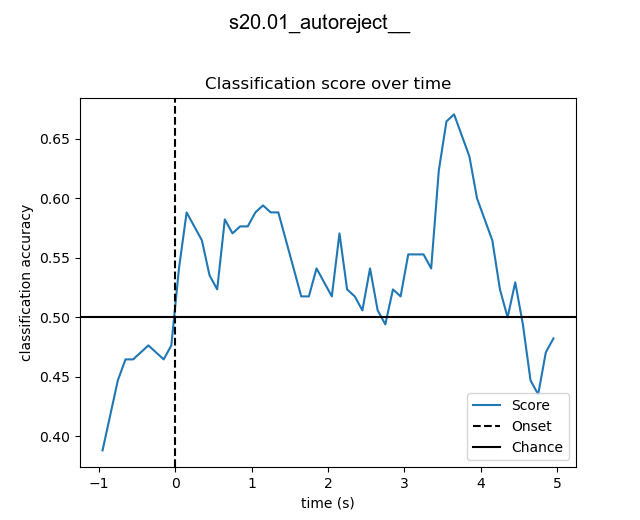 s20.01_autoreject__
Classification score over time
classification accuracy
0.65
0.60
0.55
0.50
0.45
0.40
Score
Onset
Chance
−1 0 1 2 3 4 5
time (s)